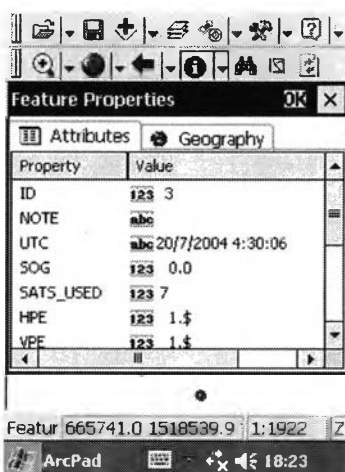 Feature Properties OK
Attributes Geography
Property Value
ID 123 3
NOTE abc
UTC abc 20/7/2004 4:30:06
SOG 123 0.0
SATS_USED 123 7
HPE 123 1.$
VPE 123 1.$
Featur 665741.0 1518539.9 1:1922 Z
ArcPad 18:23